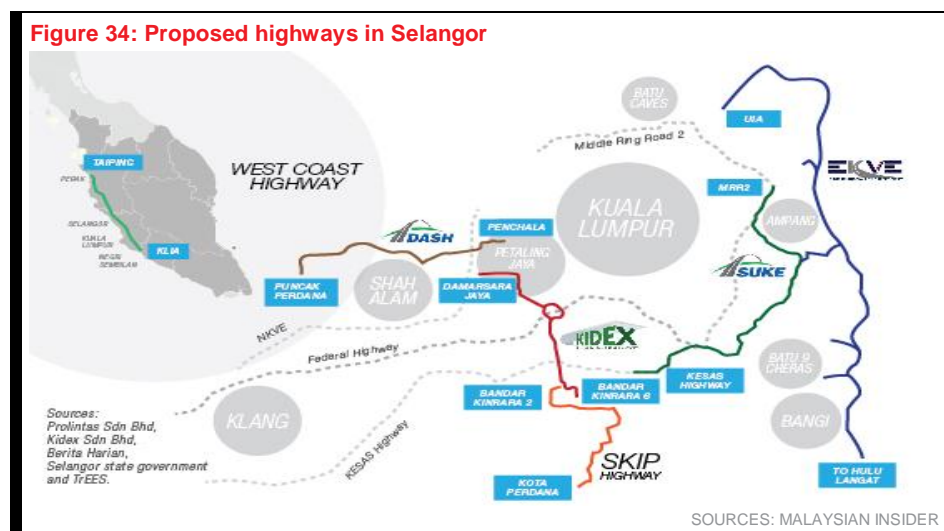 Figure 34: Proposed highways in Selangor
BATU
CAVES
UIA
Middle Ring Road 2
TAIPING
PERAK
WEST COAST
HIGHWAY
EKVE
MRR2
KUALA
LUMPUR
SELANGOR
KUALA
LUMPUR
NEGRI
SEMBILAN
KLIA
DASH
PENCHALA
AMPANG
PETALING
JAYA
SUKE
PUNCAK
PERDANA
SHAH
ALAM
DAMARSARA
JAYA
NKVE
Federal Highway
KIDEX
BATU 9
CHERAS
KESAS
HIGHWAY
BANDAR
KINRARA 2
BANDAR
KINRARA 6
KLANG
BANGI
Sources:
Prolintas Sdn Bhd,
Kidex Sdn Bhd,
Berita Harian,
Selangor state government
and TrEES.
KESAS Highway
SKIP
HIGHWAY
KOTA
PERDANA
TO HULU
LANGAT
SOURCES: MALAYSIAN INSIDER